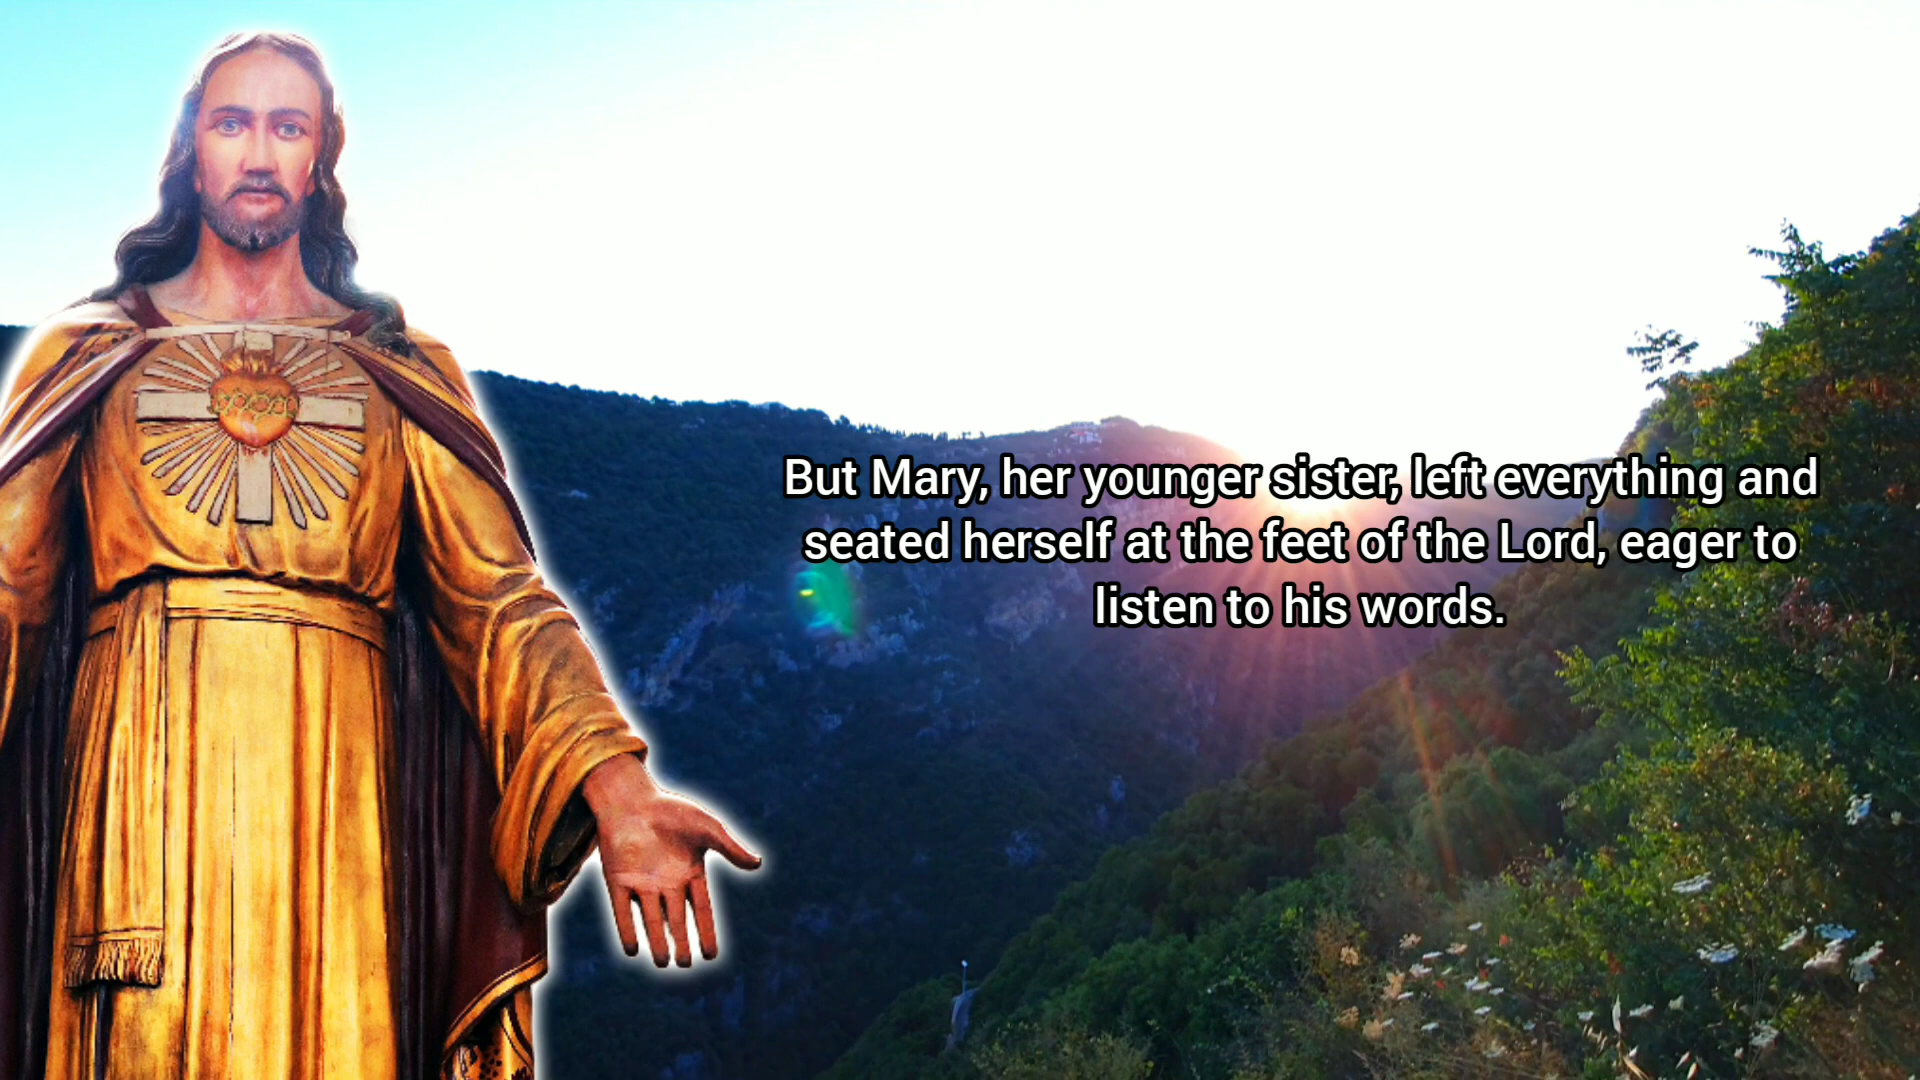 But Mary, her younger sister, left everything and
seated herself at the feet of the Lord, eager to
listen to his words.